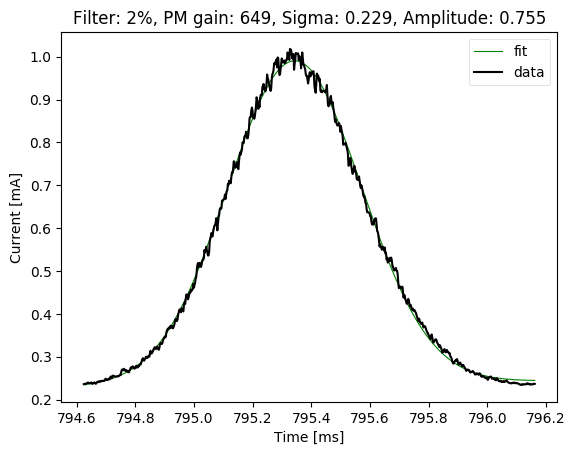 Filter: 2%, PM gain: 649, Sigma: 0.229, Amplitude: 0.755
fit
data
1.0
0.9
0.8
0.7
0.6
0.5
0.4
0.3
0.2
Current [mA]
794.6 794.8 795.0 795.2 795.4 795.6 795.8 796.0 796.2
Time [ms]